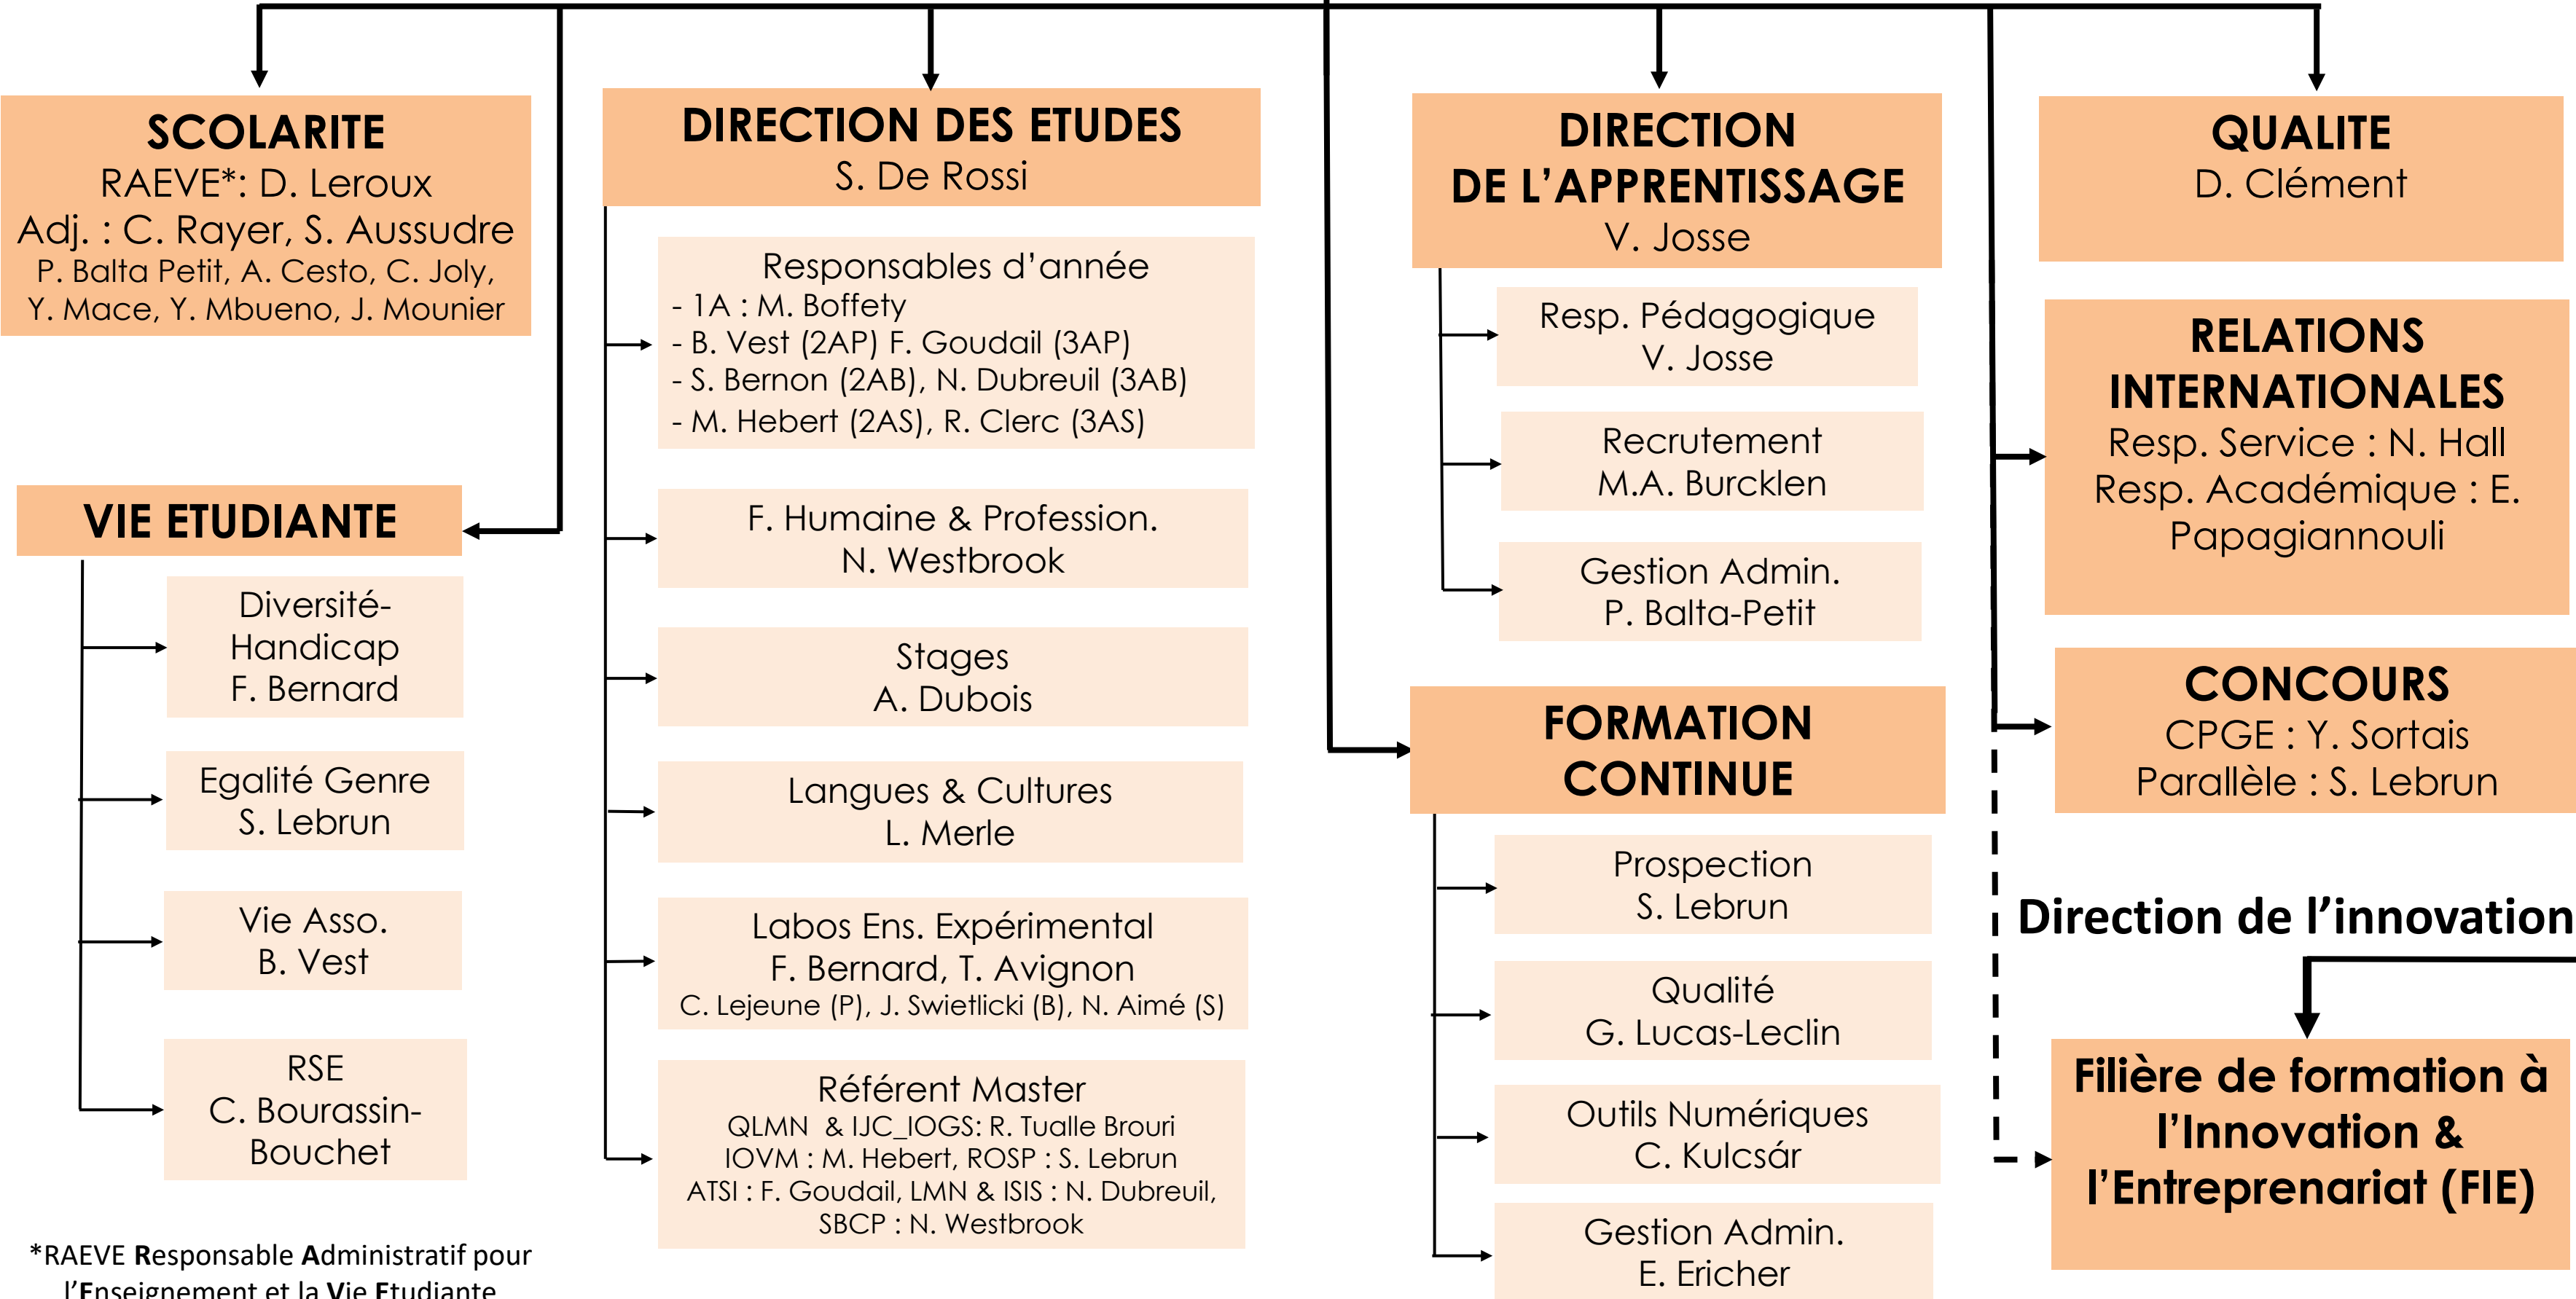 SCOLARITE
RAEVE*: D. Leroux
Adj. : C. Rayer, S. Aussudre
P. Balta Petit, A. Cesto, C. Joly,
Y. Mace, Y. Mbueno, J. Mounier
VIE ETUDIANTE
Diversité-
Handicap
F. Bernard
Egalité Genre
S. Lebrun
Vie Asso.
B. Vest
RSE
C. Bourassin-
Bouchet
*RAEVE Responsable Administratif pour
l'Enseignement et la Vie Etudiante
DIRECTION DES ETUDES
S. De Rossi
Responsables d'année
- 1A : M. Boffety
- B. Vest (2AP) F. Goudail (3AP)
- S. Bernon (2AB), N. Dubreuil (3AB)
- M. Hebert (2AS), R. Clerc (3AS)
F. Humaine & Profession.
N. Westbrook
Stages
A. Dubois
Langues & Cultures
L. Merle
Labos Ens. Expérimental
F. Bernard, T. Avignon
C. Lejeune (P), J. Swietlicki (B), N. Aimé (S)
Référent Master
QLMN & IJC_IOGS: R. Tualle Brouri
IOVM : M. Hebert, ROSP : S. Lebrun
ATSI : F. Goudail, LMN & ISIS : N. Dubreuil,
SBCP : N. Westbrook
DIRECTION
DE L'APPRENTISSAGE
V. Josse
Resp. Pédagogique
V. Josse
Recrutement
M.A. Burcklen
Gestion Admin.
P. Balta-Petit
FORMATION
CONTINUE
Prospection
S. Lebrun
Qualité
G. Lucas-Leclin
Outils Numériques
C. Kulcsár
Gestion Admin.
E. Ericher
QUALITE
D. Clément
RELATIONS
INTERNATIONALES
Resp. Service : N. Hall
Resp. Académique : E.
Papagiannouli
CONCOURS
CPGE : Y. Sortais
Parallèle : S. Lebrun
Direction de l'innovation
Filière de formation à
l'Innovation &
l'Entreprenariat (FIE)